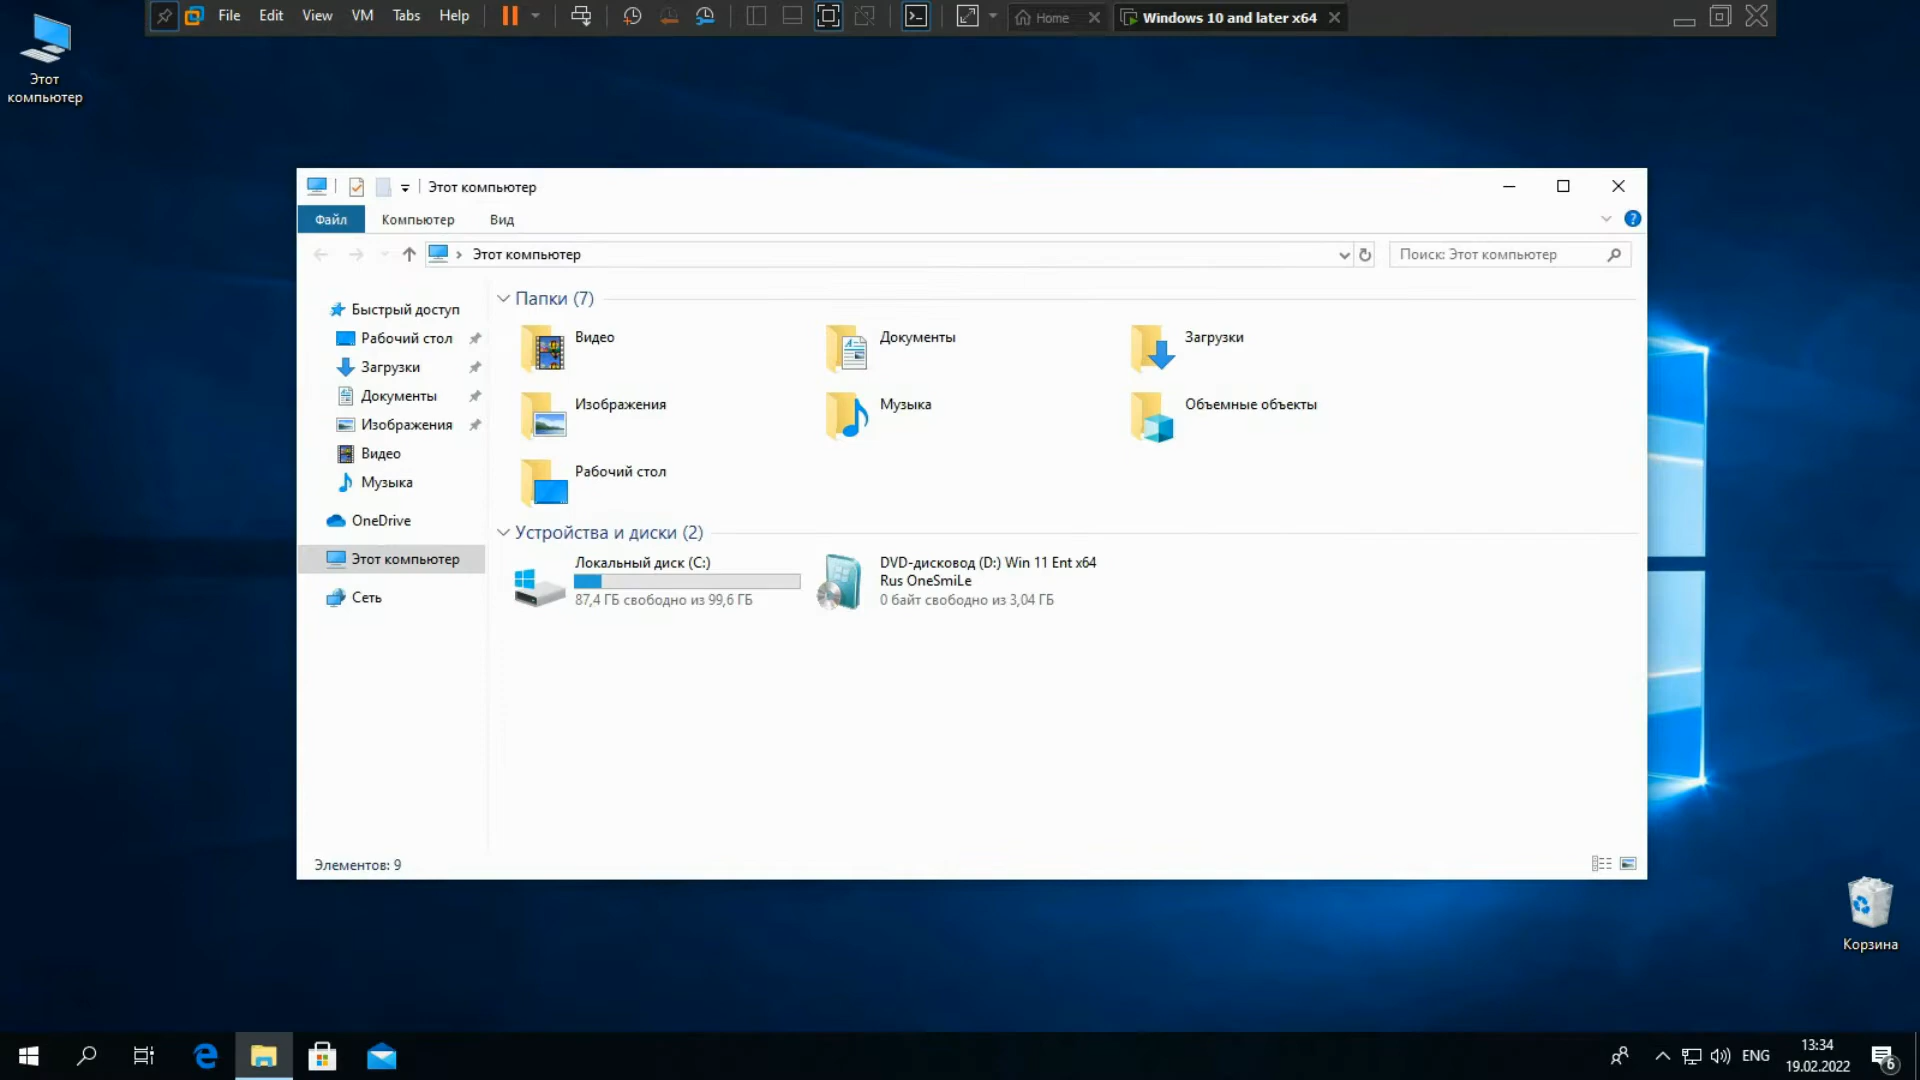 File Edit View VM Tabs Help
Home
Windows 10 and later x64
Этот
компьютер
Этот компьютер
Файл Компьютер Вид
Этот компьютер
Поиск: Этот компьютер
Быстрый доступ
Рабочий стол
Загрузки
Документы
Изображения
Видео
Музыка
OneDrive
Этот компьютер
Сеть
Папки (7)
Видео
Документы
Загрузки
Изображения
Музыка
Объемные объекты
Рабочий стол
Устройства и диски (2)
Локальный диск (C:)
87,4 ГБ свободно из 99,6 ГБ
DVD-дисковод (D:) Win 11 Ent x64
Rus OneSmiLe
0 байт свободно из 3,04 ГБ
Элементов: 9
Корзина
ENG
13:34
19.02.2022
6